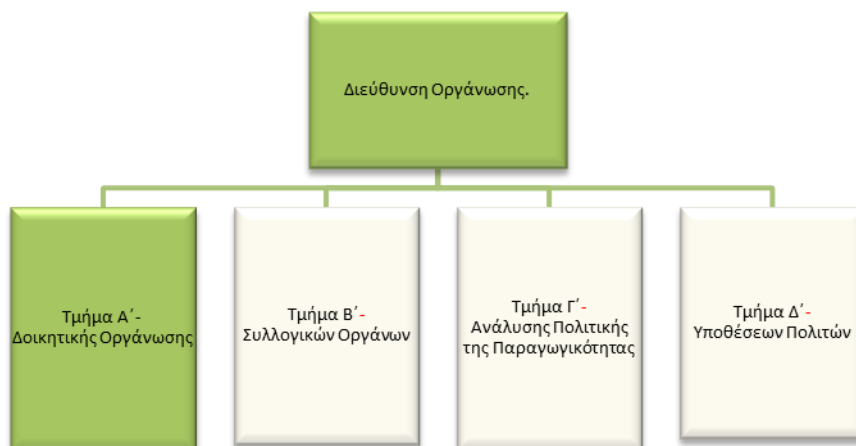 Διεύθυνση Οργάνωσης.
Τμήμα Α΄-
Δοικητικής Οργάνωσης
Τμήμα Β΄-
Συλλογικών Οργάνων
Τμήμα Γ΄-
Ανάλυσης Πολιτικής
της Παραγωγικότητας
Τμήμα Δ΄-
Υποθέσεων Πολιτών